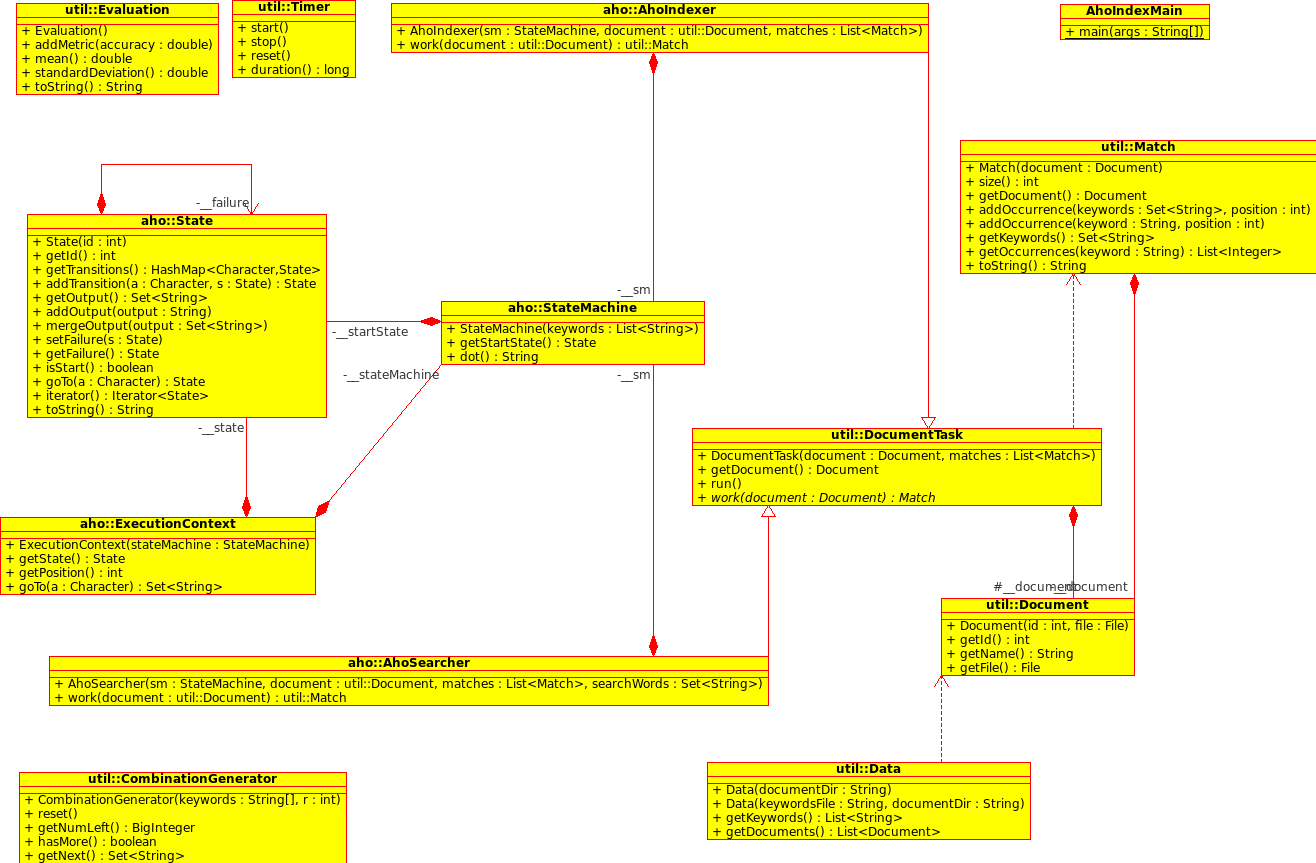 util::Evaluation
+ Evaluation()
+ addMetric(accuracy : double)
+ mean() : double
+ standardDeviation() : double
+ toString() : String
util::Timer
+ start()
+ stop()
+ reset()
+ duration() : long
aho::AhoIndexer
+ AhoIndexer(sm : StateMachine, document : util::Document, matches : List<Match>)
+ work(document : util::Document) : util::Match
AhoIndexMain
+ main(args : String[])
util::Match
+ Match(document : Document)
+ size() : int
+ getDocument() : Document
+ addOccurrence(keywords : Set<String>, position : int)
+ addOccurrence(keyword : String, position : int)
+ getKeywords() : Set<String>
+ getOccurrences(keyword : String) : List<Integer>
+ toString() : String
-__failure
aho::State
+ State(id : int)
+ getId() : int
+ getTransitions() : HashMap<Character,State>
+ addTransition(a : Character, s : State) : State
+ getOutput() : Set<String>
+ addOutput(output : String)
+ mergeOutput(output : Set<String>)
+ setFailure(s : State)
+ getFailure() : State
+ isStart() : boolean
+ goTo(a : Character) : State
+ iterator() : Iterator<State>
+ toString() : String
-__sm
aho::StateMachine
+ StateMachine(keywords : List<String>)
+ getStartState() : State
+ dot() : String
-__startState
-__stateMachine
-__sm
-__state
util::DocumentTask
+ DocumentTask(document : Document, matches : List<Match>)
+ getDocument() : Document
+ run()
+ work(document : Document) : Match
aho::ExecutionContext
+ ExecutionContext(stateMachine : StateMachine)
+ getState() : State
+ getPosition() : int
+ goTo(a : Character) : Set<String>
#__document
-__document
util::Document
+ Document(id : int, file : File)
+ getId() : int
+ getName() : String
+ getFile() : File
aho::AhoSearcher
+ AhoSearcher(sm : StateMachine, document : util::Document, matches : List<Match>, searchWords : Set<String>)
+ work(document : util::Document) : util::Match
util::CombinationGenerator
+ CombinationGenerator(keywords : String[], r : int)
+ reset()
+ getNumLeft() : BigInteger
+ hasMore() : boolean
+ getNext() : Set<String>
util::Data
+ Data(documentDir : String)
+ Data(keywordsFile : String, documentDir : String)
+ getKeywords() : List<String>
+ getDocuments() : List<Document>